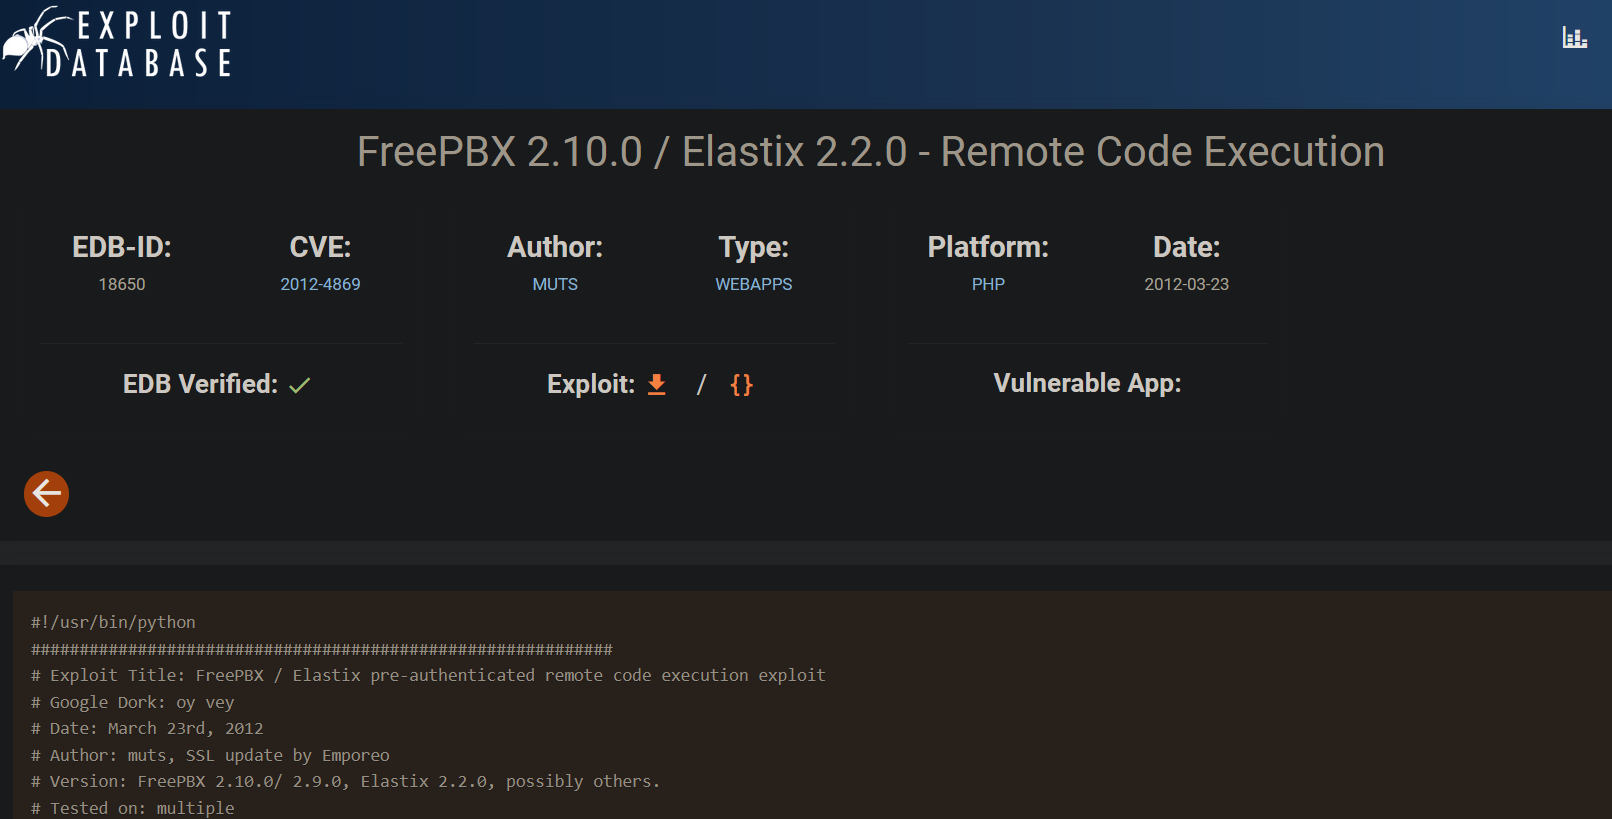 EXPLOIT
DATABASE
FreePBX 2.10.0 / Elastix 2.2.0 - Remote Code Execution
EDB-ID:
18650
CVE:
2012-4869
Author:
MUTS
Type:
WEBAPPS
Platform:
PHP
Date:
2012-03-23
EDB Verified:
Exploit: / {}
Vulnerable App:
#!/usr/bin/python
############################################################
# Exploit Title: FreePBX / Elastix pre-authenticated remote code execution exploit
# Google Dork: oy vey
# Date: March 23rd, 2012
# Author: muts, SSL update by Emporeo
# Version: FreePBX 2.10.0/ 2.9.0, Elastix 2.2.0, possibly others.
# Tested on: multiple